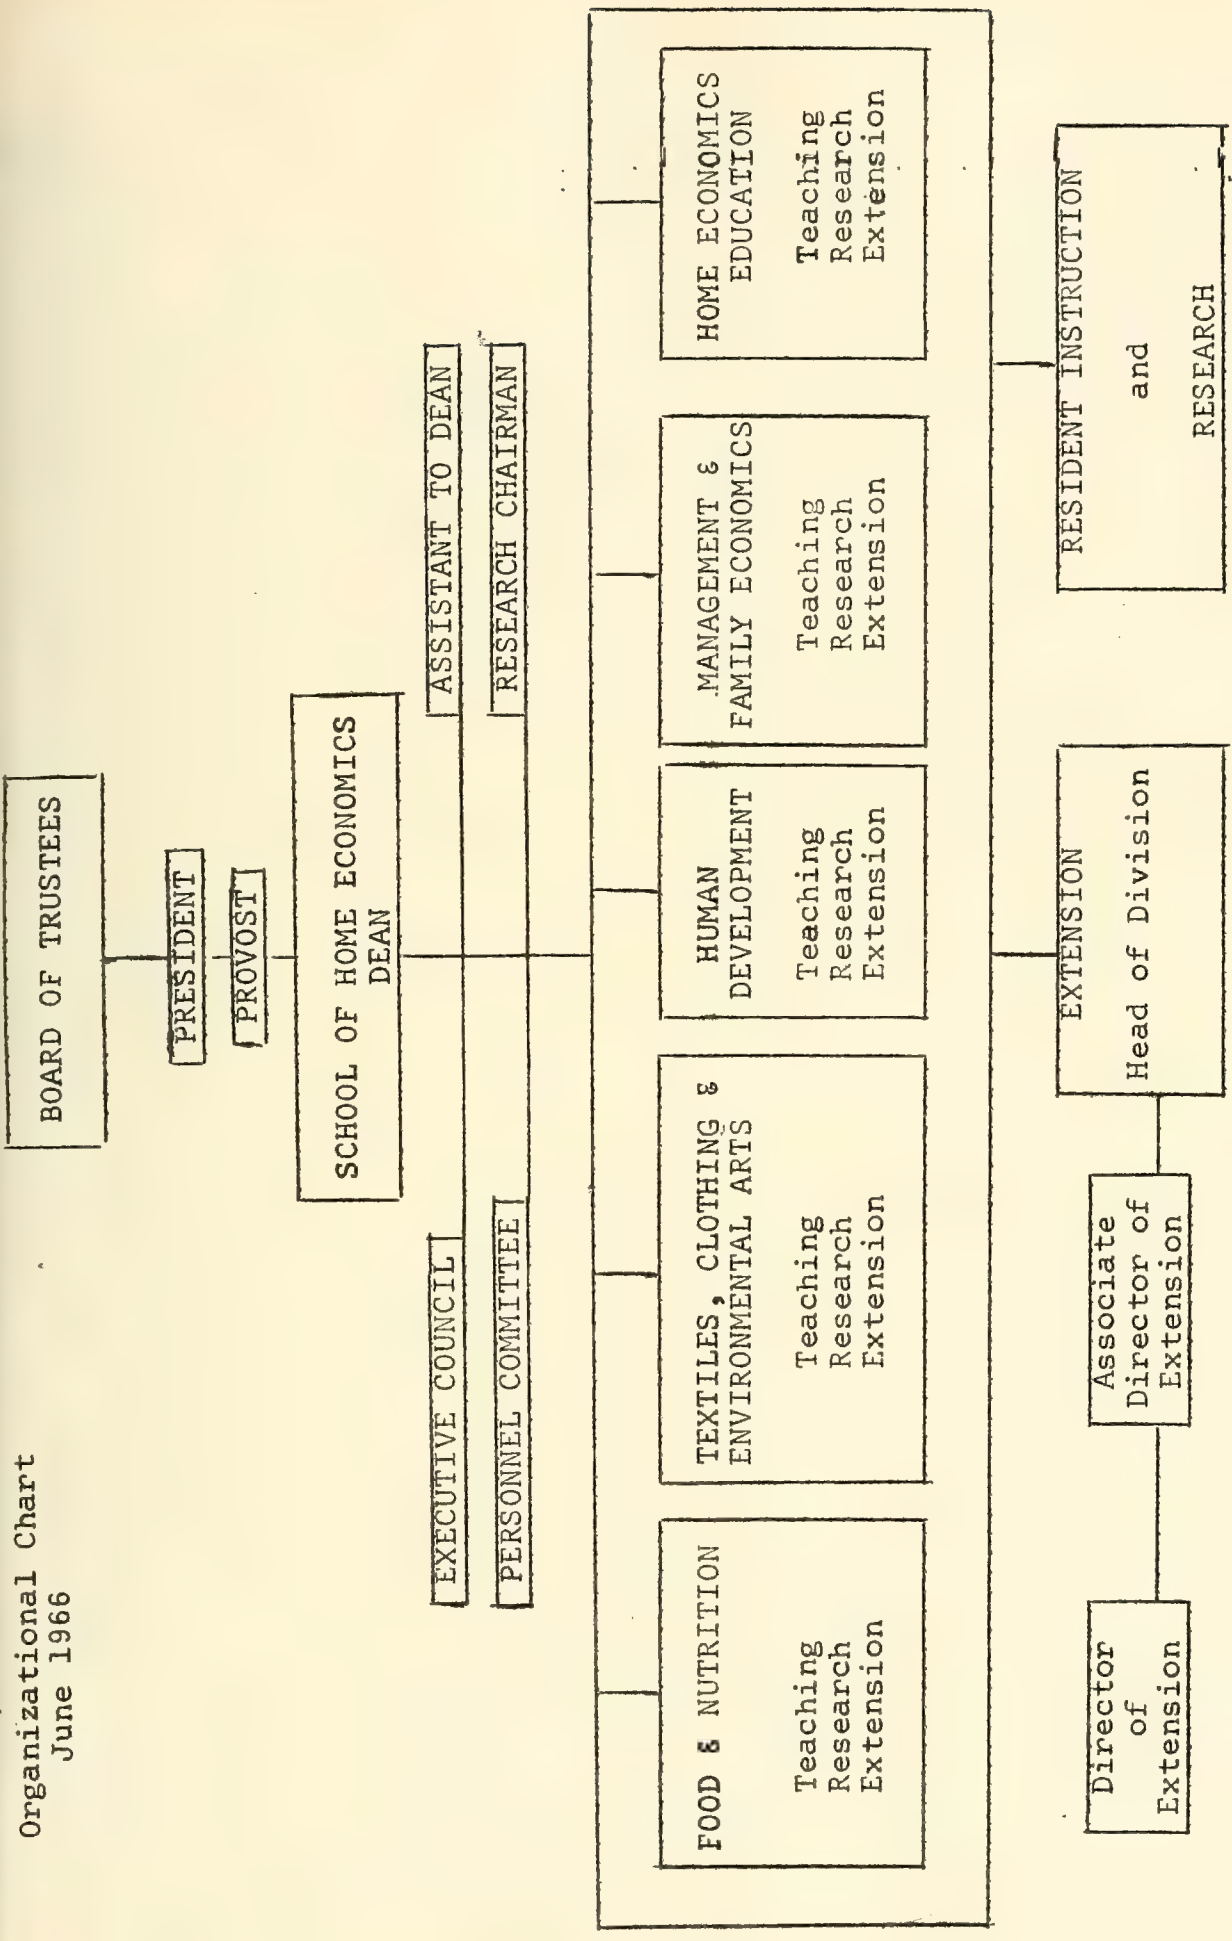 Organizational Chart
June 1966
BOARD OF TRUSTEES
PRESIDENT
PROVOST
SCHOOL OF HOME ECONOMICS
DEAN
EXECUTIVE COUNCIL
ASSISTANT TO DEAN
PERSONNEL COMMITTEE
RESEARCH CHAIRMAN
FOOD & NUTRITION
Teaching
Research
Extension
TEXTILES, CLOTHING &
ENVIRONMENTAL ARTS
Teaching
Research
Extension
HUMAN
DEVELOPMENT
Teaching
Research
Extension
MANAGEMENT &
FAMILY ECONOMICS
Teaching
Research
Extension
HOME ECONOMICS
EDUCATION
Teaching
Research
Extension
Director
of
Extension
Associate
Director of
Extension
EXTENSION
Head of Division
RESIDENT INSTRUCTION
and
RESEARCH